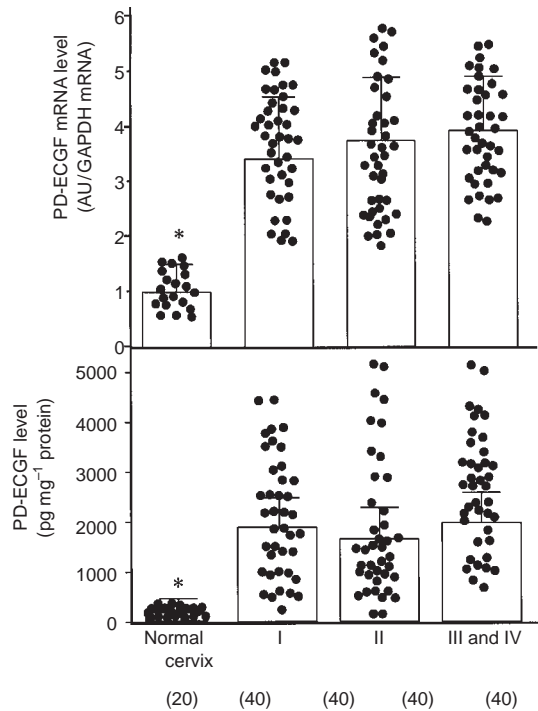 6
5
4
3
2
1
0
PD-ECGF mRNA level
(AU/GAPDH mRNA)
*
5000
4000
3000
2000
1000
0
PD-ECGF level
(pg mg⁻¹ protein)
*
Normal cervix
I
II
III and IV
(20)
(40)
(40)
(40)
(40)